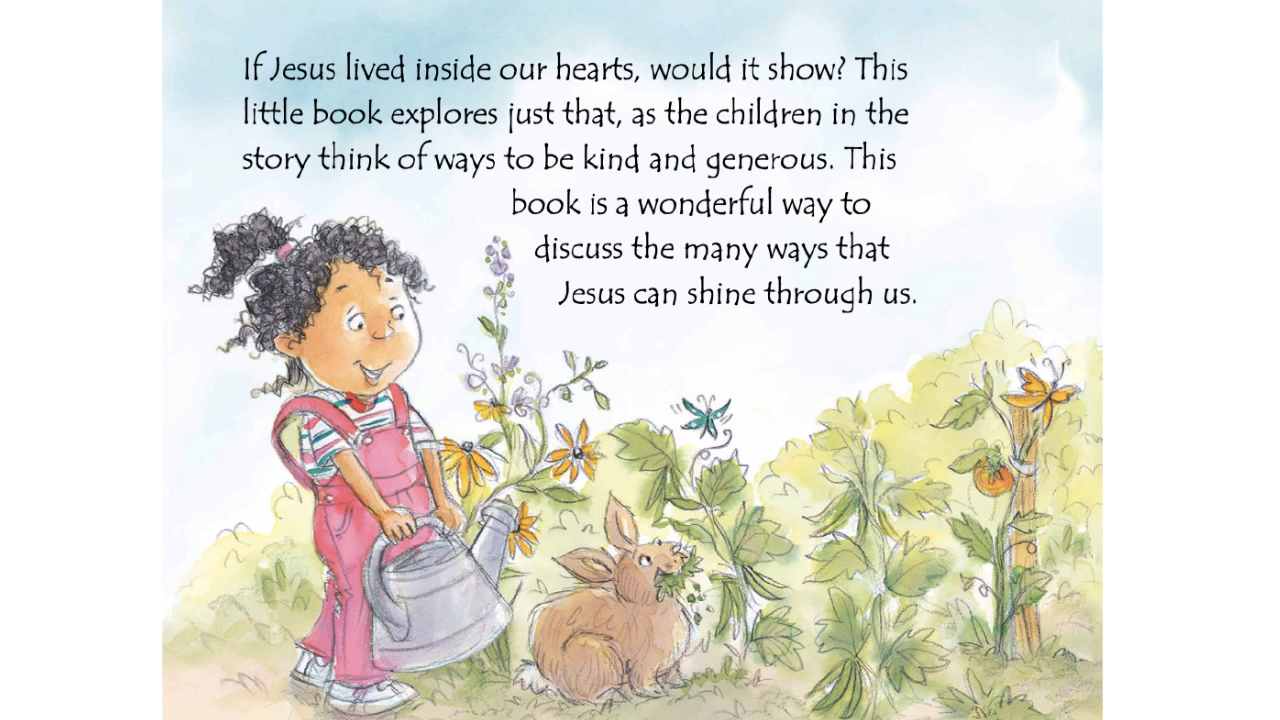 If Jesus lived inside our hearts, would it show? This
little book explores just that, as the children in the
story think of ways to be kind and generous. This
book is a wonderful way to
discuss the many ways that
Jesus can shine through us.